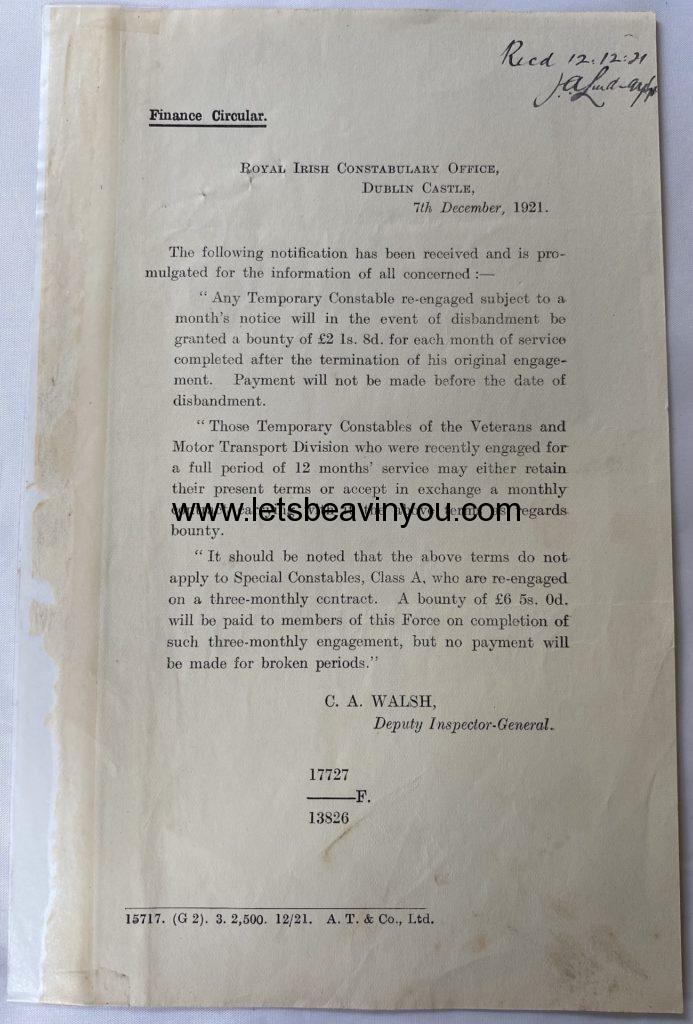 Recd 12.12.21
Finance Circular.
ROYAL IRISH CONSTABULARY OFFICE,
DUBLIN CASTLE,
7th December, 1921.
The following notification has been received and is pro-
mulgated for the information of all concerned :—
“ Any Temporary Constable re-engaged subject to a
month's notice will in the event of disbandment be
granted a bounty of £2 1s. 8d. for each month of service
completed after the termination of his original engage-
ment. Payment will not be made before the date of
disbandment.
“ Those Temporary Constables of the Veterans and
Motor Transport Division who were recently engaged for
a full period of 12 months' service may either retain
their present terms or accept in exchange a monthly
www.letsbeavinyou.com
regards
bounty.
“ It should be noted that the above terms do not
apply to Special Constables, Class A, who are re-engaged
on a three-monthly contract. A bounty of £6 5s. 0d.
will be paid to members of this Force on completion of
such three-monthly engagement, but no payment will
be made for broken periods.”
C. A. WALSH,
Deputy Inspector-General.
17727
F.
13826
15717. (G 2). 3. 2,500. 12/21. A. T. & Co., Ltd.